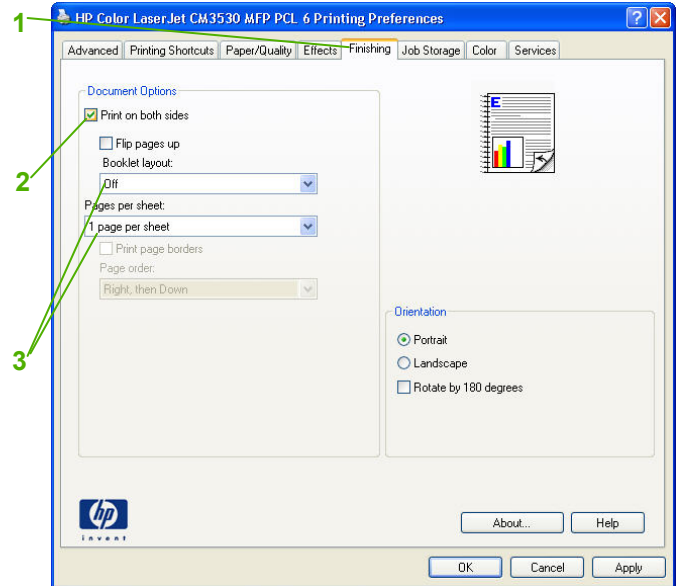 1
HP Color LaserJet CM3530 MFP PCL 6 Printing Preferences
Advanced Printing Shortcuts Paper/Quality Effects Finishing Job Storage Color Services
Document Options
Print on both sides
2
Flip pages up
Booklet layout:
Off
Pages per sheet:
1 page per sheet
Print page borders
Page order:
Right, then Down
3
E
Orientation
Portrait
Landscape
Rotate by 180 degrees
hp
invent
About... Help
OK Cancel Apply